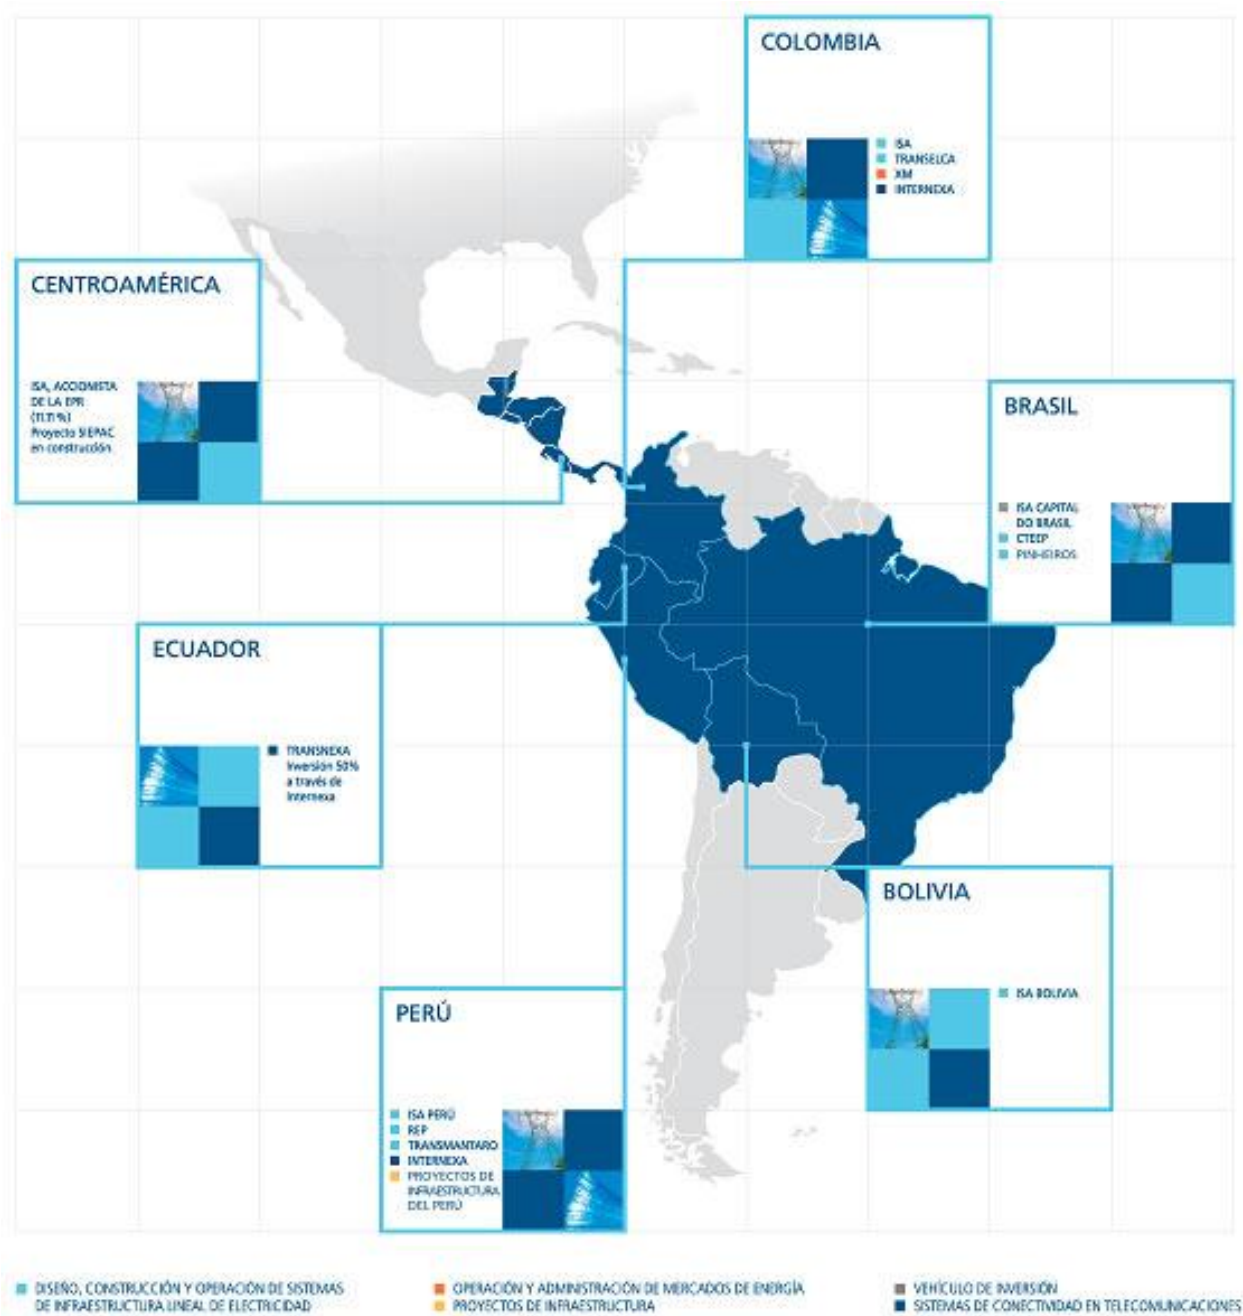 COLOMBIA
ISA
TRANSELCA
XM
INTERNEXA
CENTROAMÉRICA
ISA, ACCIONISTA
DE LA EPR
(11.11 %)
Proyecto SIEPAC
en construcción
BRASIL
ISA CAPITAL
DO BRASIL
CTEEP
PINHEIROS
ECUADOR
TRANSNEXA
Inversión 50%
a través de
Internexa
BOLIVIA
ISA BOLIVIA
PERÚ
ISA PERÚ
REP
TRANSMANTARO
INTERNEXA
PROYECTOS DE
INFRAESTRUCTURA
DEL PERÚ
DISEÑO, CONSTRUCCIÓN Y OPERACIÓN DE SISTEMAS
DE INFRAESTRUCTURA LINEAL DE ELECTRICIDAD
OPERACIÓN Y ADMINISTRACIÓN DE MERCADOS DE ENERGÍA
PROYECTOS DE INFRAESTRUCTURA
VEHÍCULO DE INVERSIÓN
SISTEMAS DE CONECTIVIDAD EN TELECOMUNICACIONES